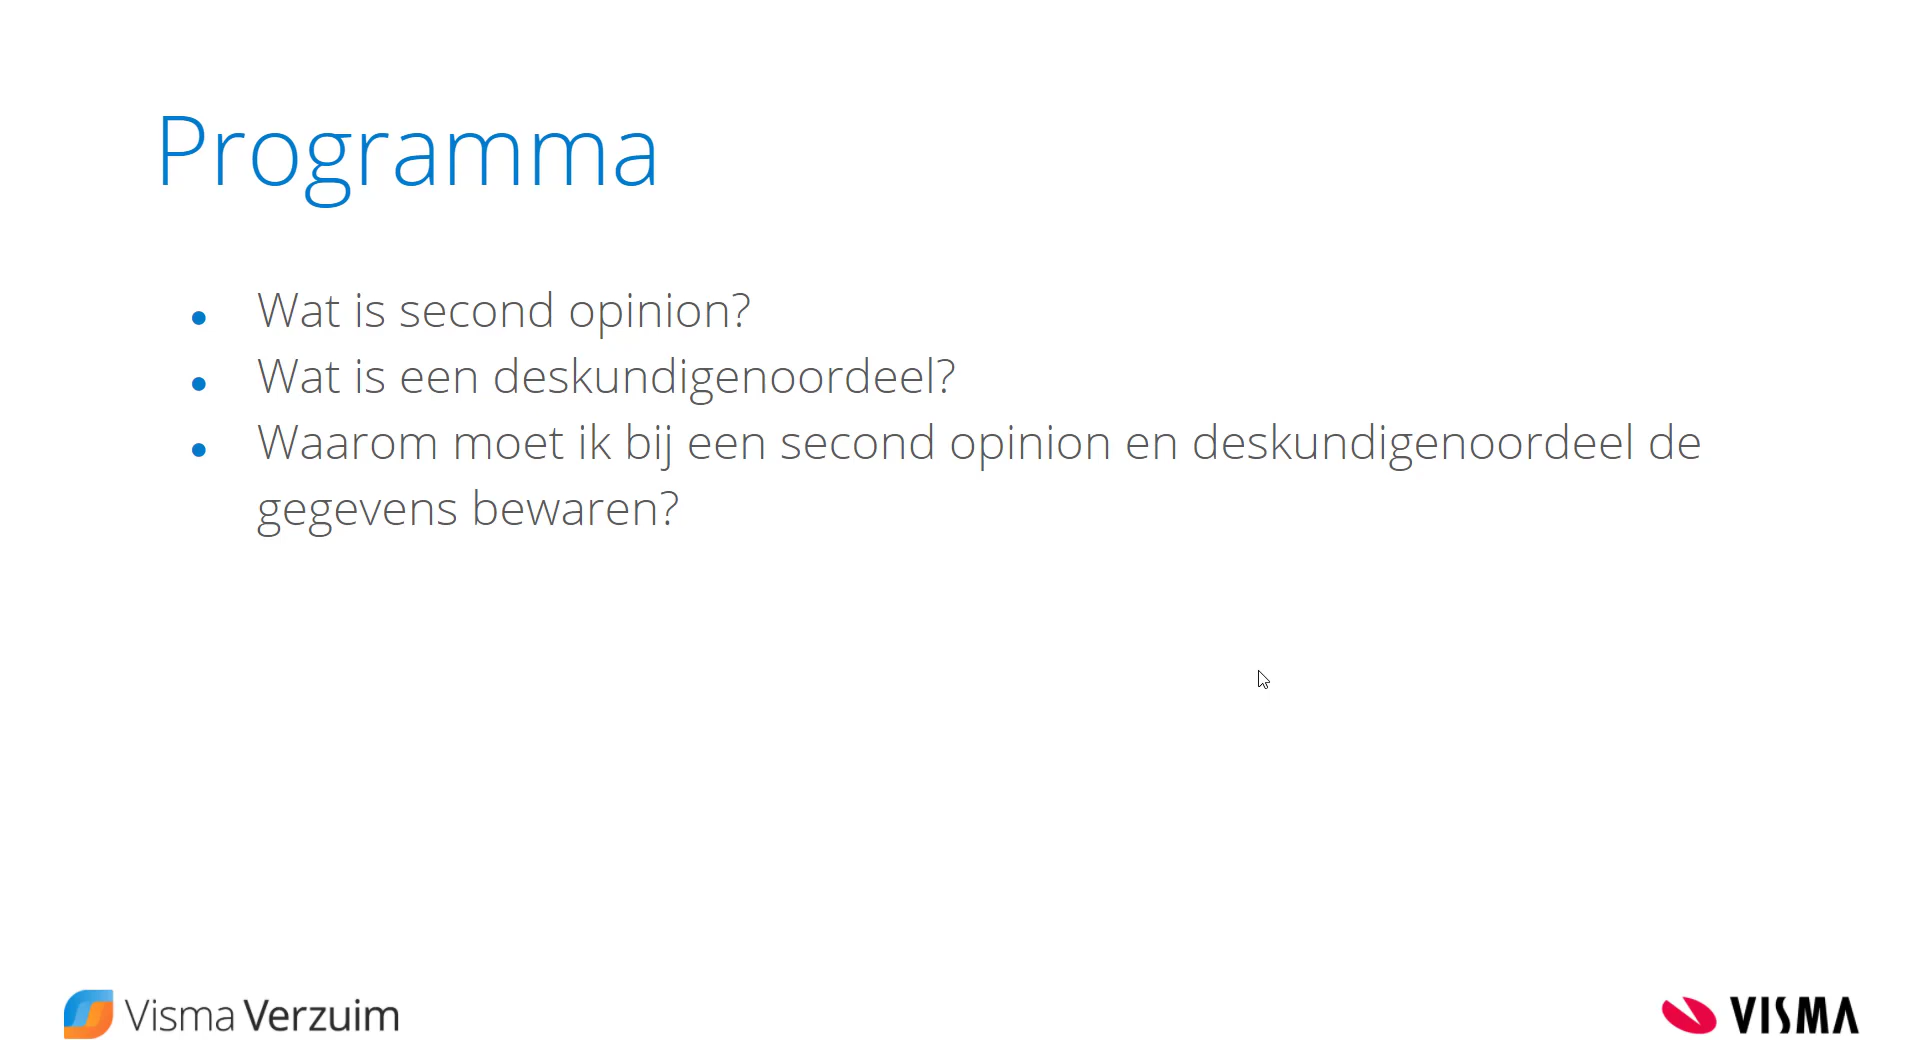 Programma
• Wat is second opinion?
• Wat is een deskundigenoordeel?
• Waarom moet ik bij een second opinion en deskundigenoordeel de
gegevens bewaren?
Visma Verzuim
VISMA